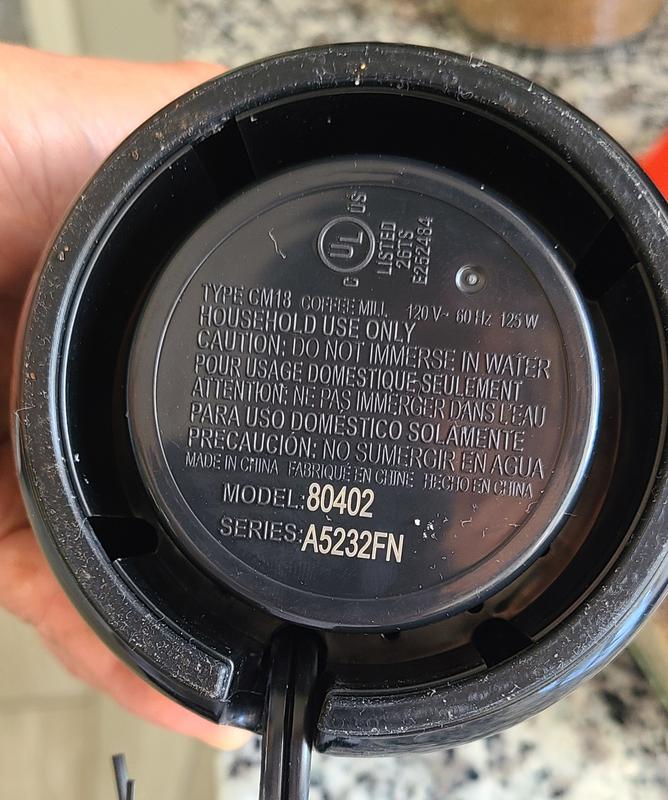 C UL US
LISTED
26TS
E252484
TYPE CM18 COFFEE MILL 120 V~ 60 Hz 125 W
HOUSEHOLD USE ONLY
CAUTION: DO NOT IMMERSE IN WATER
POUR USAGE DOMESTIQUE SEULEMENT
ATTENTION: NE PAS IMMERGER DANS L'EAU
PARA USO DOMÉSTICO SOLAMENTE
PRECAUCIÓN: NO SUMERGIR EN AGUA
MADE IN CHINA FABRIQUÉ EN CHINE HECHO EN CHINA
MODEL: 80402
SERIES: A5232FN